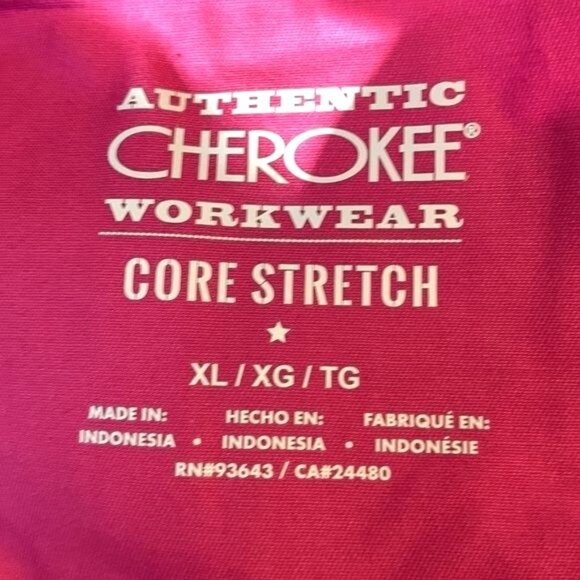 AUTHENTIC
CHEROKEE®
WORKWEAR
CORE STRETCH
XL / XG / TG
MADE IN: HECHO EN: FABRIQUÉ EN:
INDONESIA • INDONESIA • INDONÉSIE
RN#93643 / CA#24480